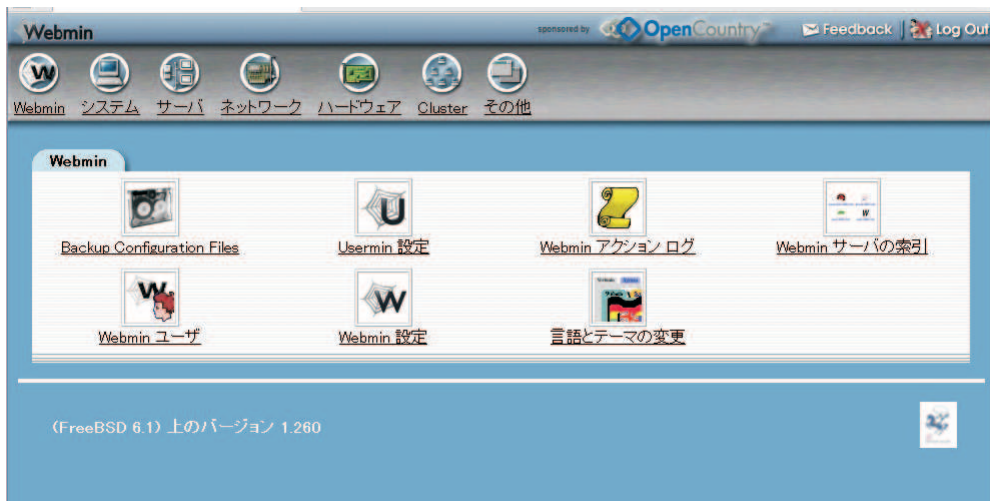 Webmin
sponsored by OpenCountry Feedback Log Out
Webmin システム サーバ ネットワーク ハードウェア Cluster その他
Webmin
Backup Configuration Files Usermin 設定 Webmin アクション ログ Webmin サーバの索引
Webmin ユーザ Webmin 設定 言語とテーマの変更
(FreeBSD 6.1) 上のバージョン 1.260